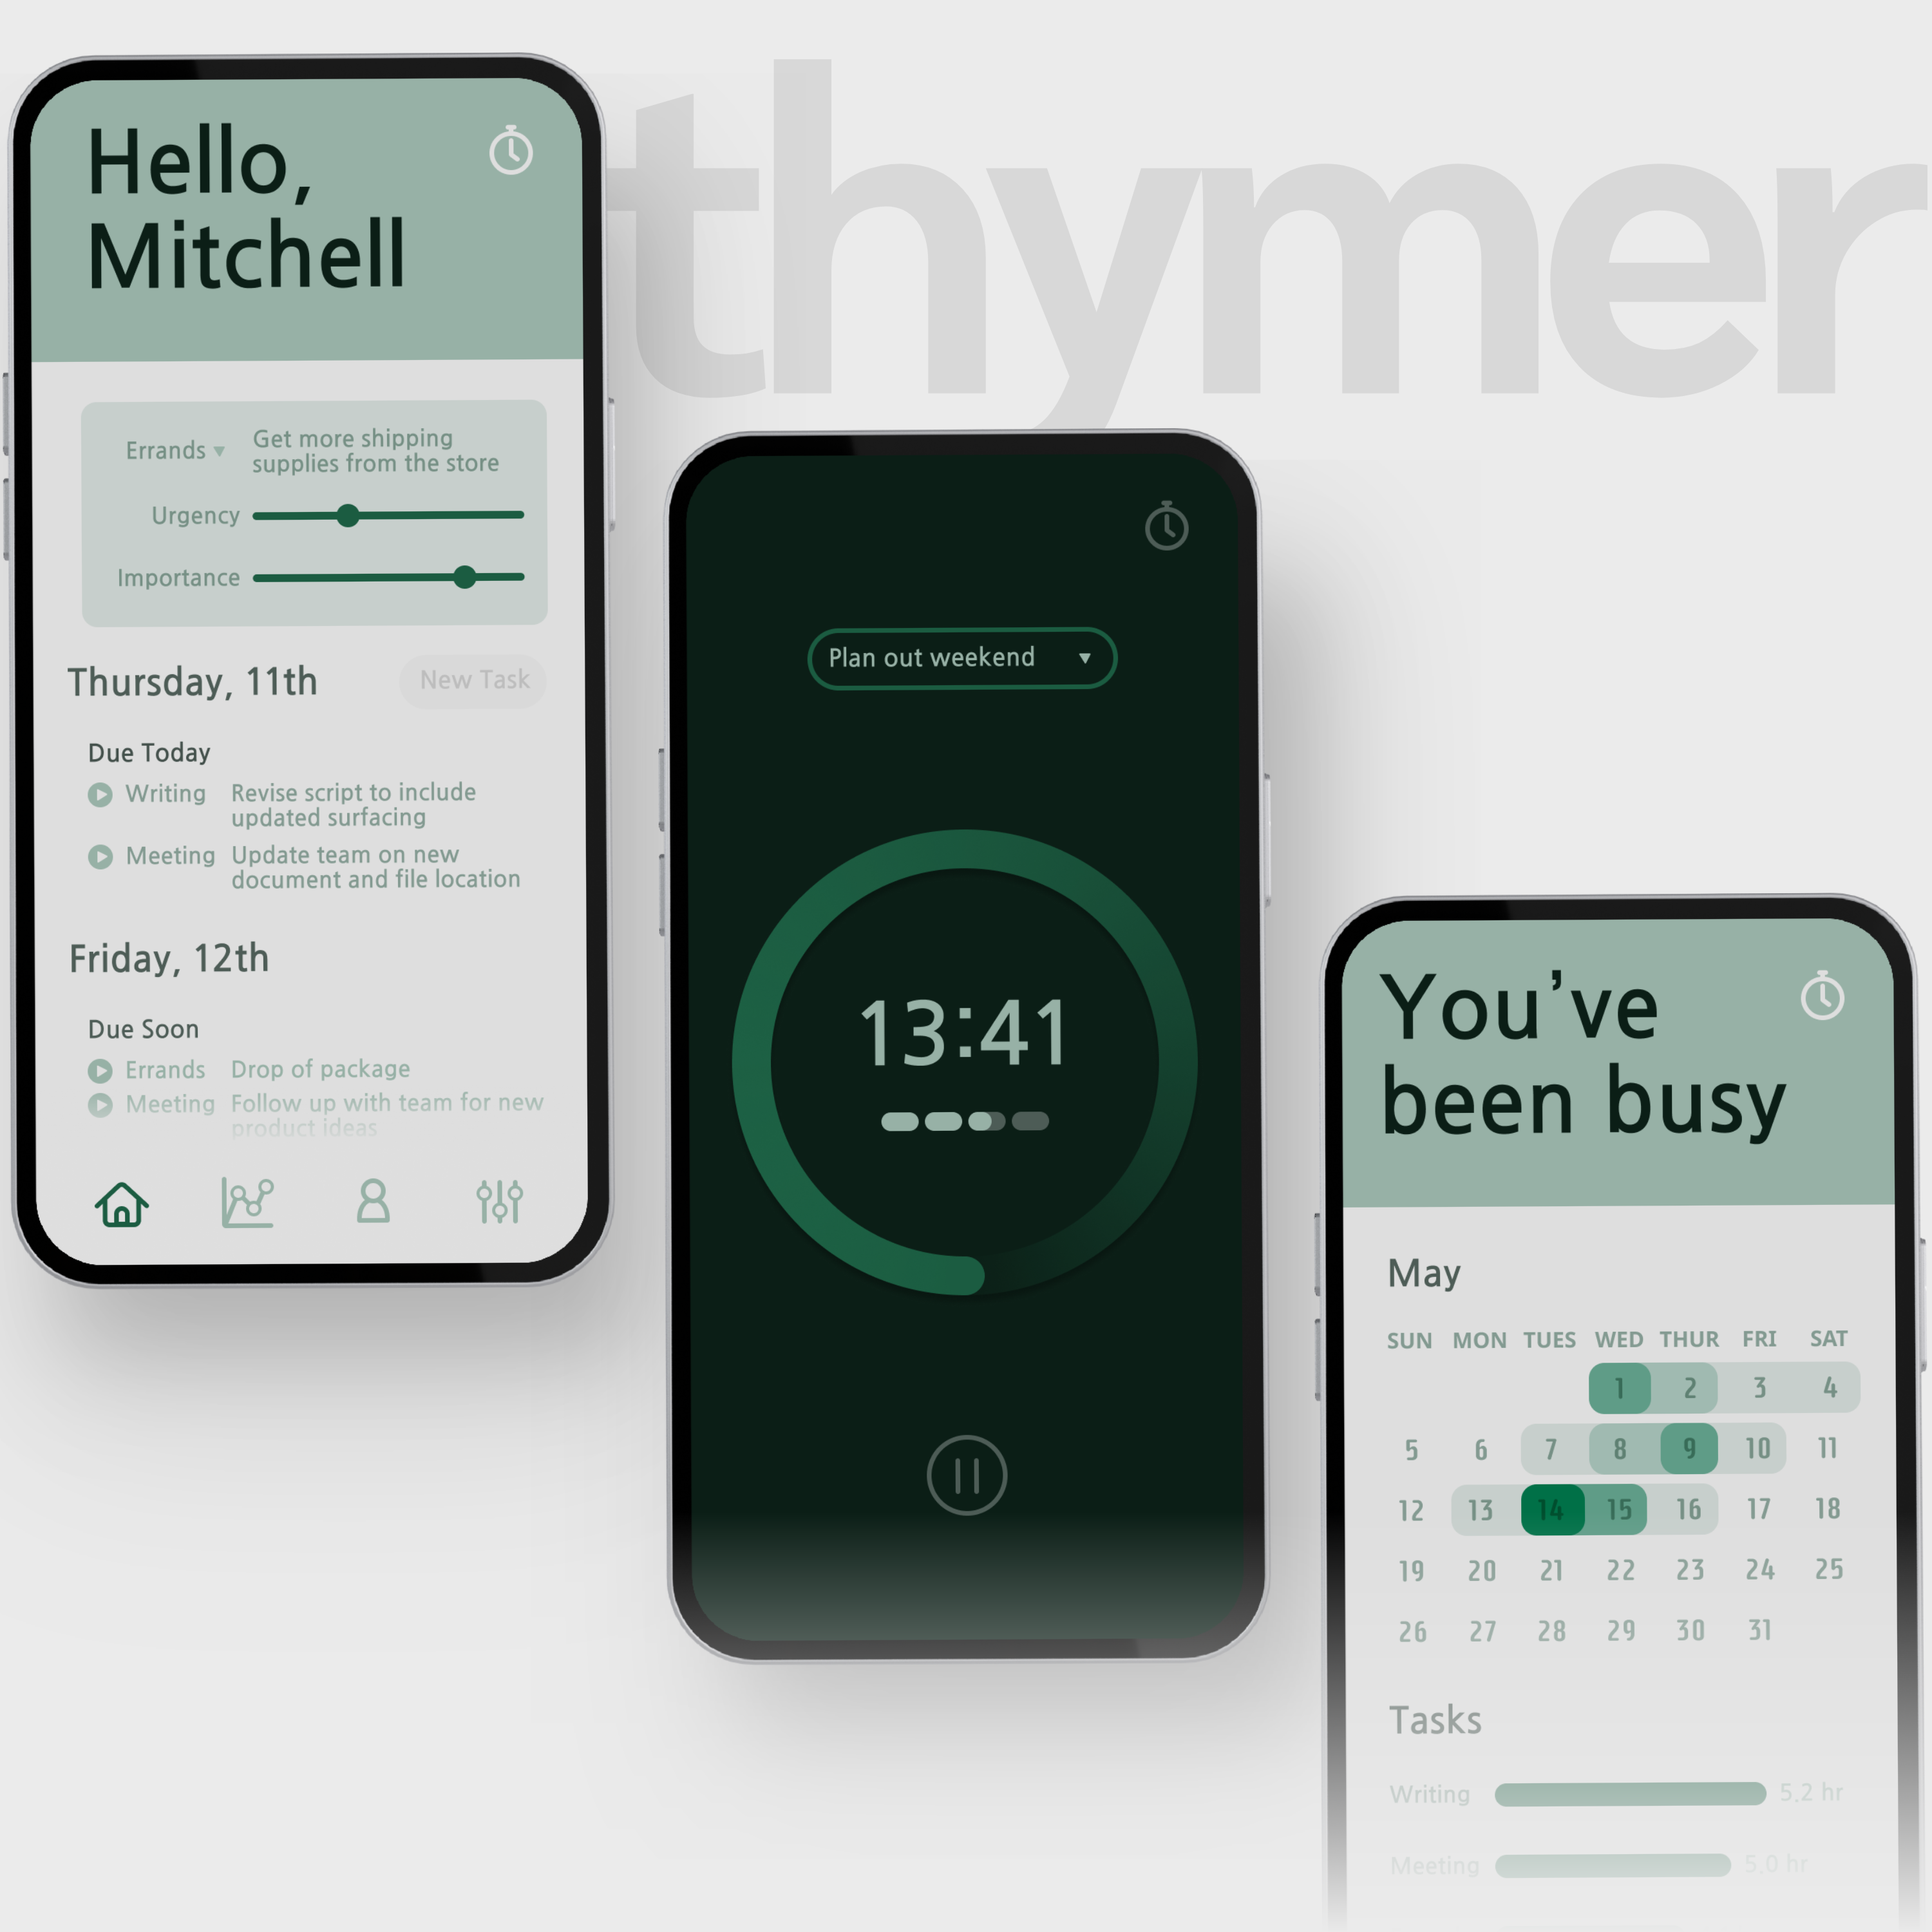 thymer
Hello,
Mitchell
Errands
Get more shipping
supplies from the store
Urgency
Importance
Thursday, 11th
New Task
Due Today
Writing
Revise script to include
updated surfacing
Meeting
Update team on new
document and file location
Friday, 12th
Due Soon
Errands
Drop of package
Meeting
Follow up with team for new
product ideas
Plan out weekend
13:41
You've
been busy
May
SUN MON TUES WED THUR FRI SAT
1 2 3 4
5 6 7 8 9 10 11
12 13 14 15 16 17 18
19 20 21 22 23 24 25
26 27 28 29 30 31
Tasks
Writing 5.2 hr
Meeting 5.0 hr